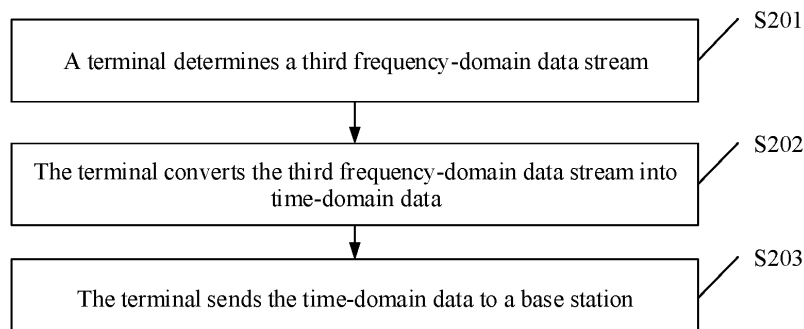 S201
A terminal determines a third frequency-domain data stream
S202
The terminal converts the third frequency-domain data stream into
time-domain data
S203
The terminal sends the time-domain data to a base station